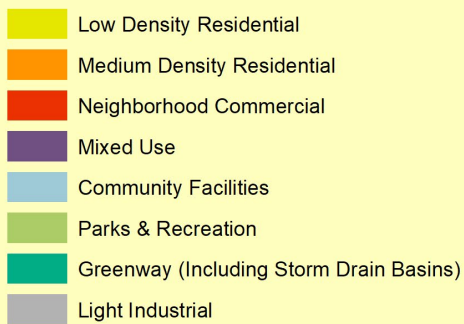 Low Density Residential
Medium Density Residential
Neighborhood Commercial
Mixed Use
Community Facilities
Parks & Recreation
Greenway (Including Storm Drain Basins)
Light Industrial